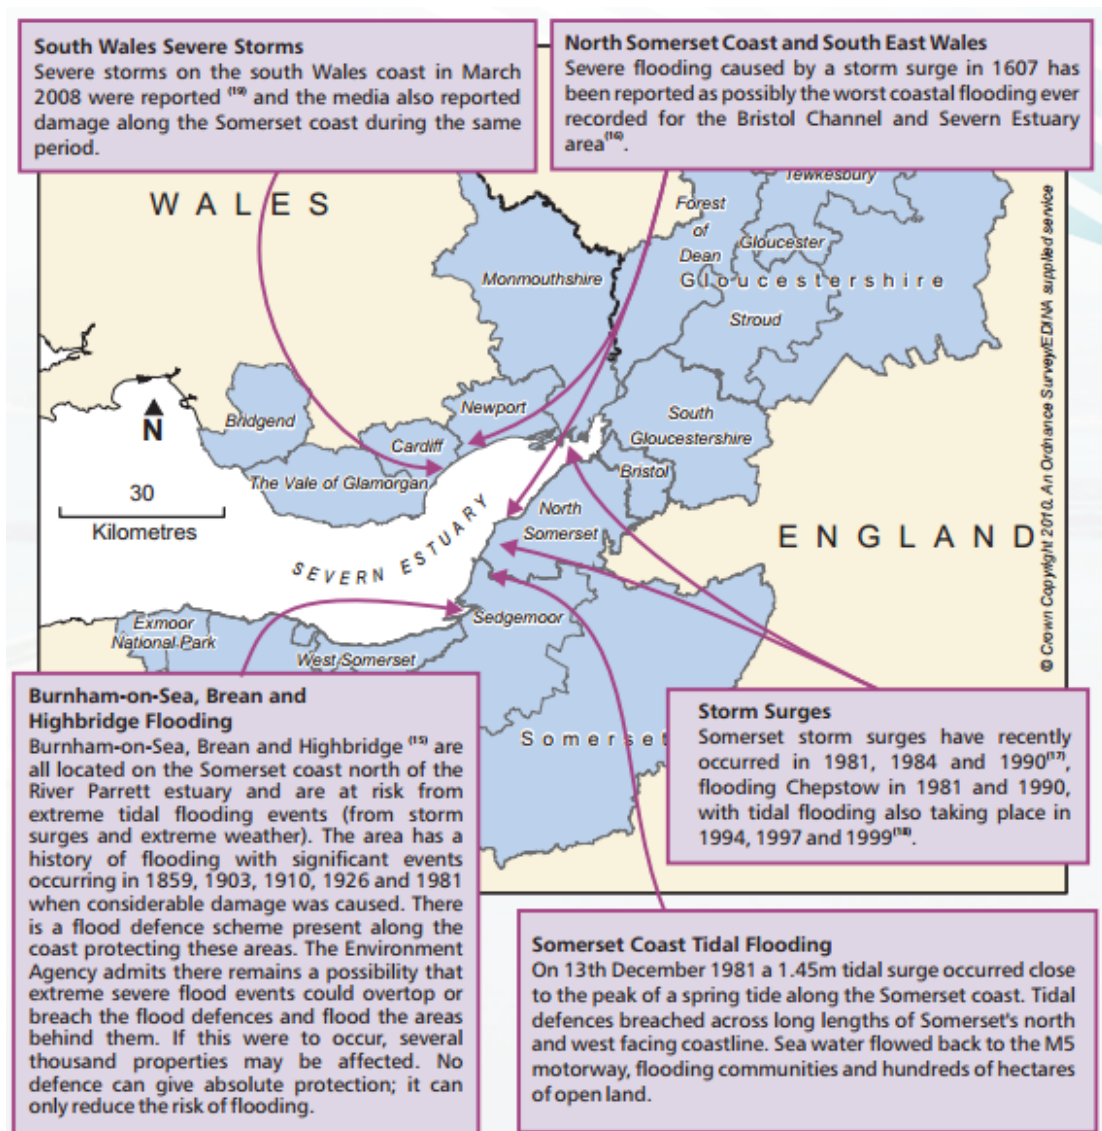 South Wales Severe Storms
Severe storms on the south Wales coast in March
2008 were reported (19) and the media also reported
damage along the Somerset coast during the same
period.
North Somerset Coast and South East Wales
Severe flooding caused by a storm surge in 1607 has
been reported as possibly the worst coastal flooding ever
recorded for the Bristol Channel and Severn Estuary
area(16).
WALES
Tewkesbury
Forest
of
Dean
Gloucester
Gloucestershire
Monmouthshire
Stroud
Newport
South
Gloucestershire
Bridgend
Cardiff
N
Bristol
The Vale of Glamorgan
30
Kilometres
North
Somerset
SEVERN ESTUARY
ENGLAND
Sedgemoor
Exmoor
National Park
West Somerset
Somerset
© Crown Copyright 2010. An Ordnance Survey/EDINA supplied service
Burnham-on-Sea, Brean and
Highbridge Flooding
Burnham-on-Sea, Brean and Highbridge (15) are
all located on the Somerset coast north of the
River Parrett estuary and are at risk from
extreme tidal flooding events (from storm
surges and extreme weather). The area has a
history of flooding with significant events
occurring in 1859, 1903, 1910, 1926 and 1981
when considerable damage was caused. There
is a flood defence scheme present along the
coast protecting these areas. The Environment
Agency admits there remains a possibility that
extreme severe flood events could overtop or
breach the flood defences and flood the areas
behind them. If this were to occur, several
thousand properties may be affected. No
defence can give absolute protection; it can
only reduce the risk of flooding.
Storm Surges
Somerset storm surges have recently
occurred in 1981, 1984 and 1990(17),
flooding Chepstow in 1981 and 1990,
with tidal flooding also taking place in
1994, 1997 and 1999(18).
Somerset Coast Tidal Flooding
On 13th December 1981 a 1.45m tidal surge occurred close
to the peak of a spring tide along the Somerset coast. Tidal
defences breached across long lengths of Somerset's north
and west facing coastline. Sea water flowed back to the M5
motorway, flooding communities and hundreds of hectares
of open land.